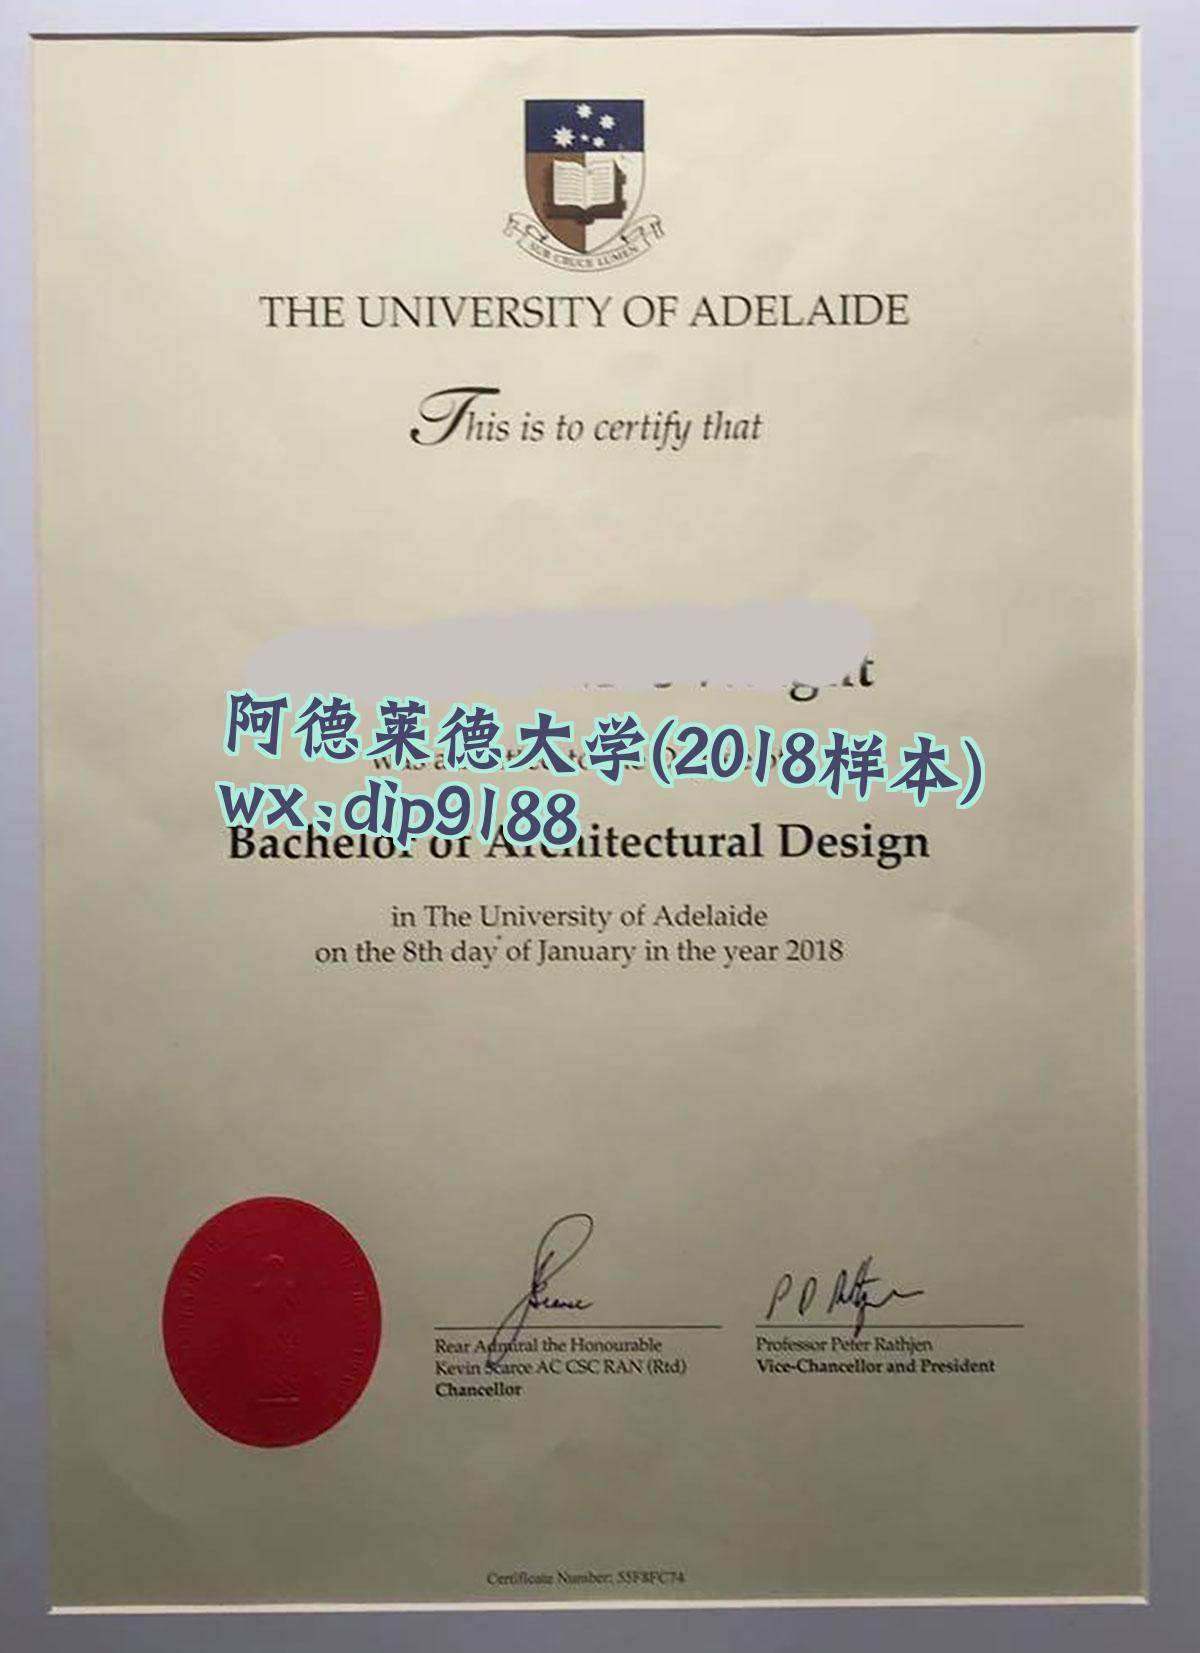 SUB CRUCE LUMEN
THE UNIVERSITY OF ADELAIDE
This is to certify that
阿德莱德大学(2018样本)
wx:dip9188
Bachelor of Architectural Design
in The University of Adelaide
on the 8th day of January in the year 2018
Rear Admiral the Honourable
Kevin Scarce AC CSC RAN (Rtd)
Chancellor
Professor Peter Rathjen
Vice-Chancellor and President
Certificate Number: 55F8FC74